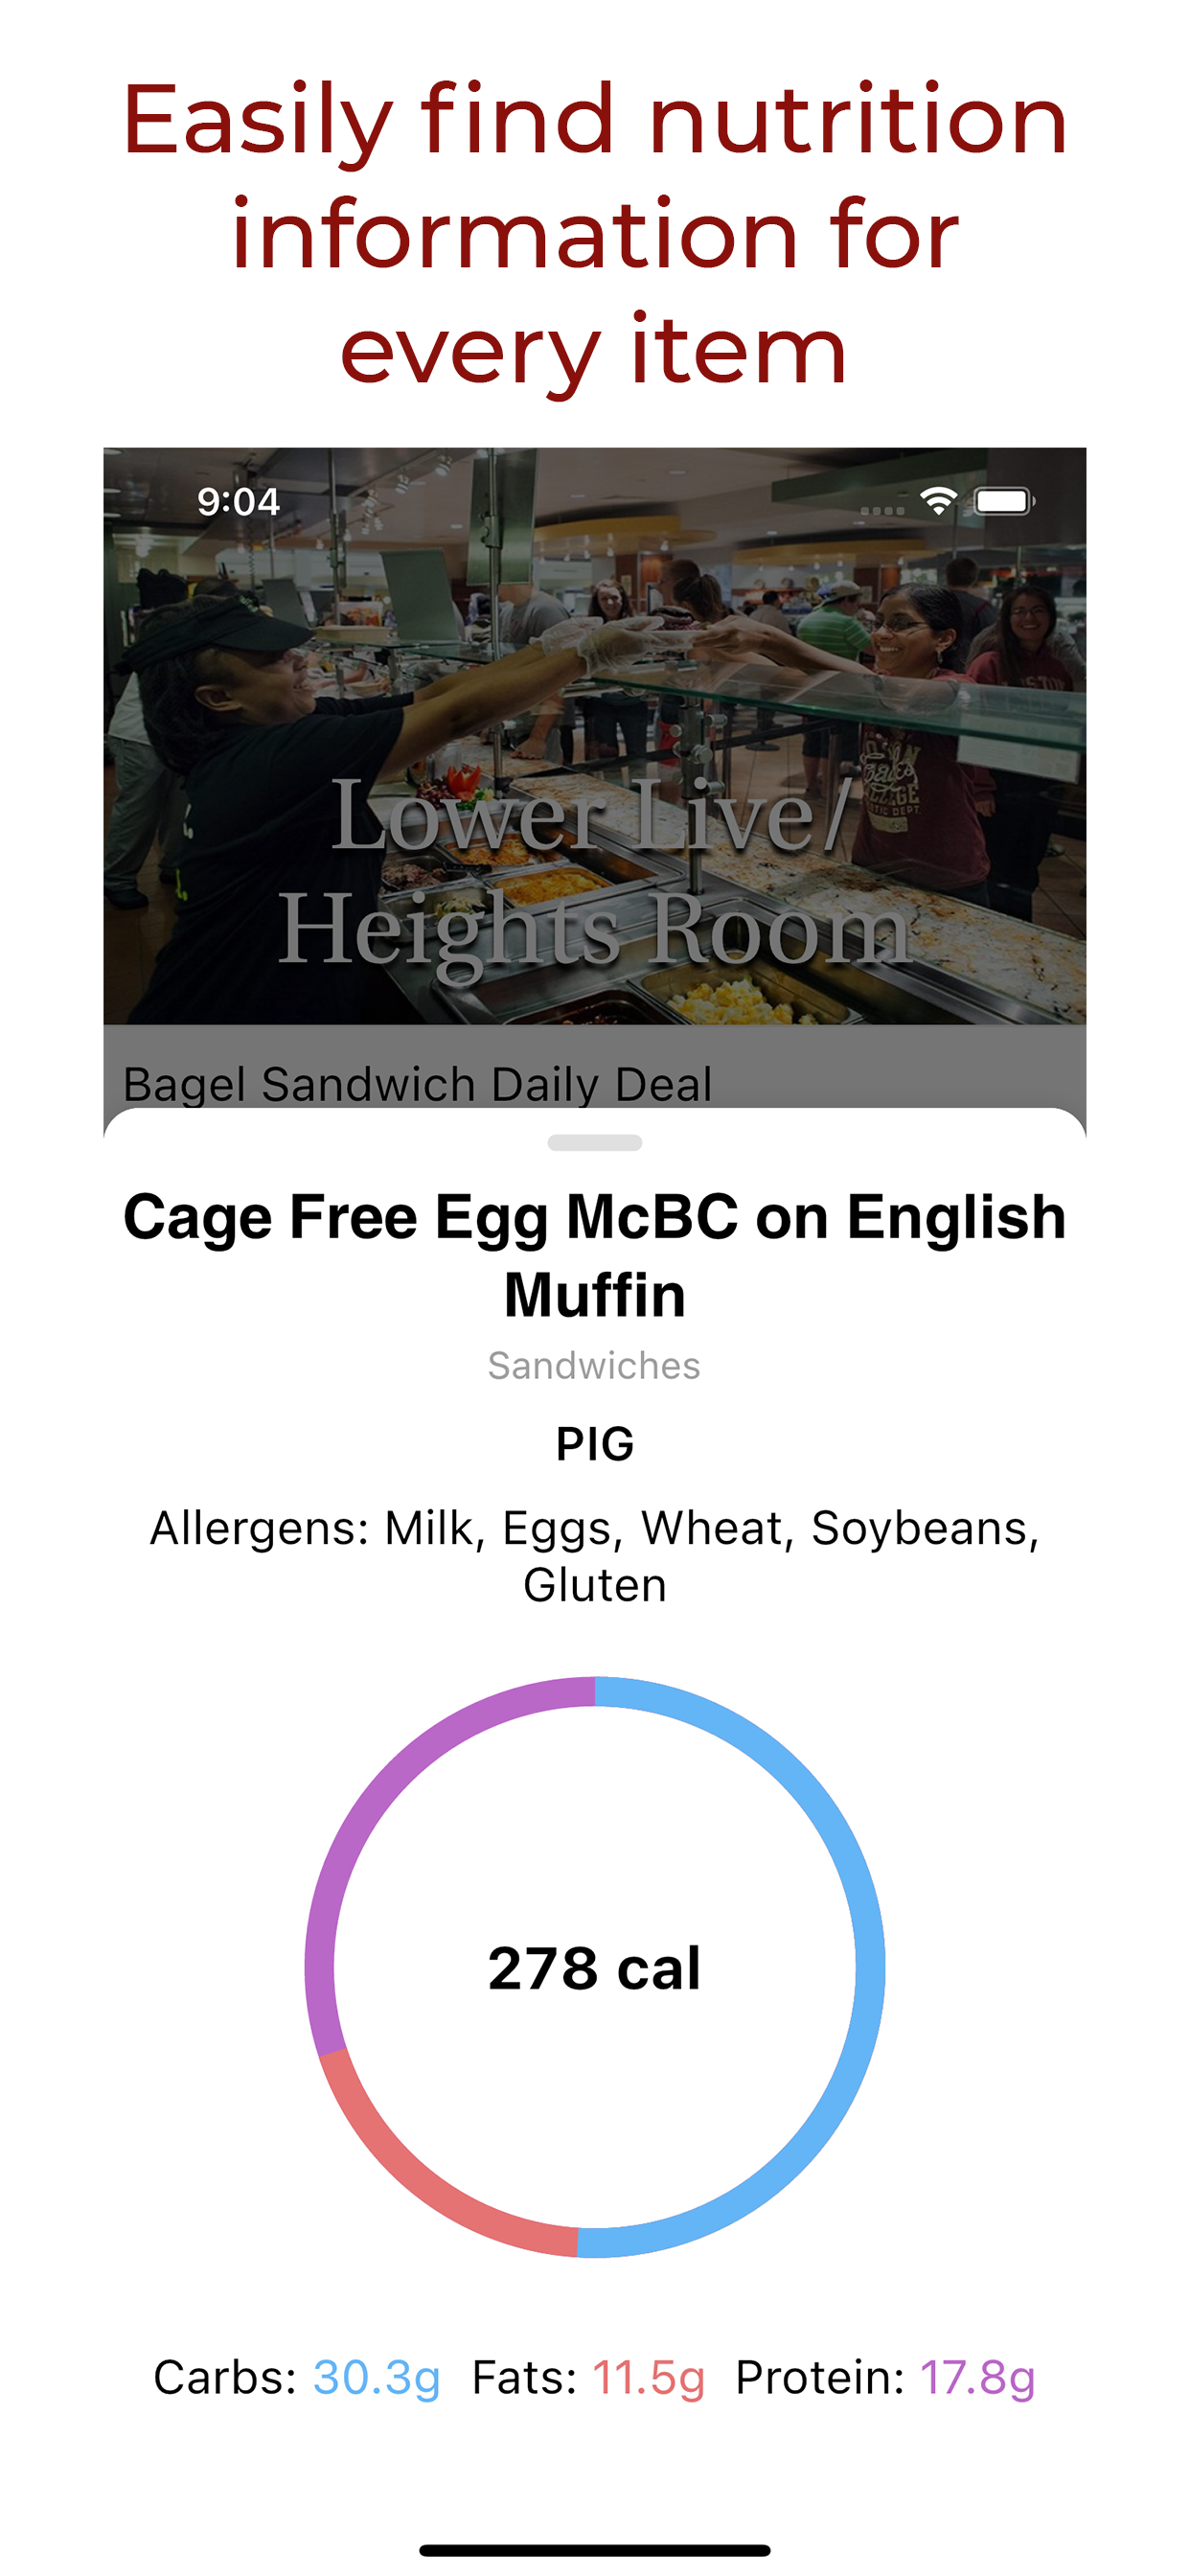 Easily find nutrition
information for
every item
9:04
Lower Live/
Heights Room
Bagel Sandwich Daily Deal
Cage Free Egg McBC on English
Muffin
Sandwiches
PIG
Allergens: Milk, Eggs, Wheat, Soybeans,
Gluten
278 cal
Carbs: 30.3g Fats: 11.5g Protein: 17.8g